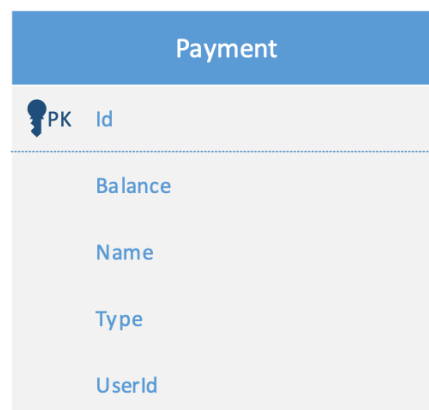 Payment
PK Id
Balance
Name
Type
UserId